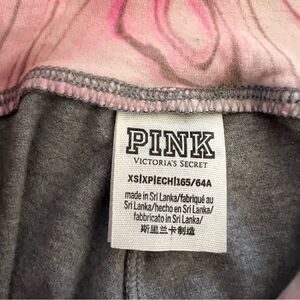 PINK
VICTORIA'S SECRET
XS|XP|ECH|165/64A
made in Sri Lanka/fabriqué au
Sri Lanka/hecho en Sri Lanka/
fabbricato in Sri Lanka/
斯里兰卡制造